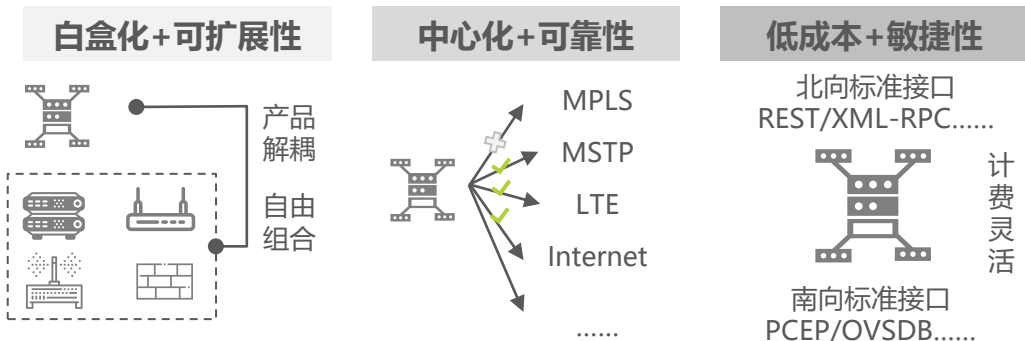 白盒化+可扩展性
产品
解耦
自由
组合
中心化+可靠性
MPLS
MSTP
LTE
Internet
......
低成本+敏捷性
北向标准接口
REST/XML-RPC......
计
费
灵
活
南向标准接口
PCEP/OVSDB......